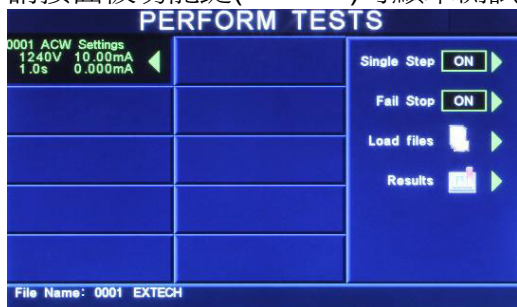 PERFORM TESTS
0001 ACW Settings
1240V 10.00mA
1.0s 0.000mA
Single Step ON
Fail Stop ON
Load files
Results
File Name: 0001 EXTECH